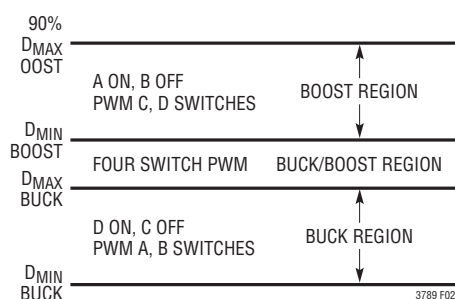 90%
DMAX
OOST
A ON, B OFF
PWM C, D SWITCHES
BOOST REGION
DMIN
BOOST
FOUR SWITCH PWM
BUCK/BOOST REGION
DMAX
BUCK
D ON, C OFF
PWM A, B SWITCHES
BUCK REGION
DMIN
BUCK
3789 F02